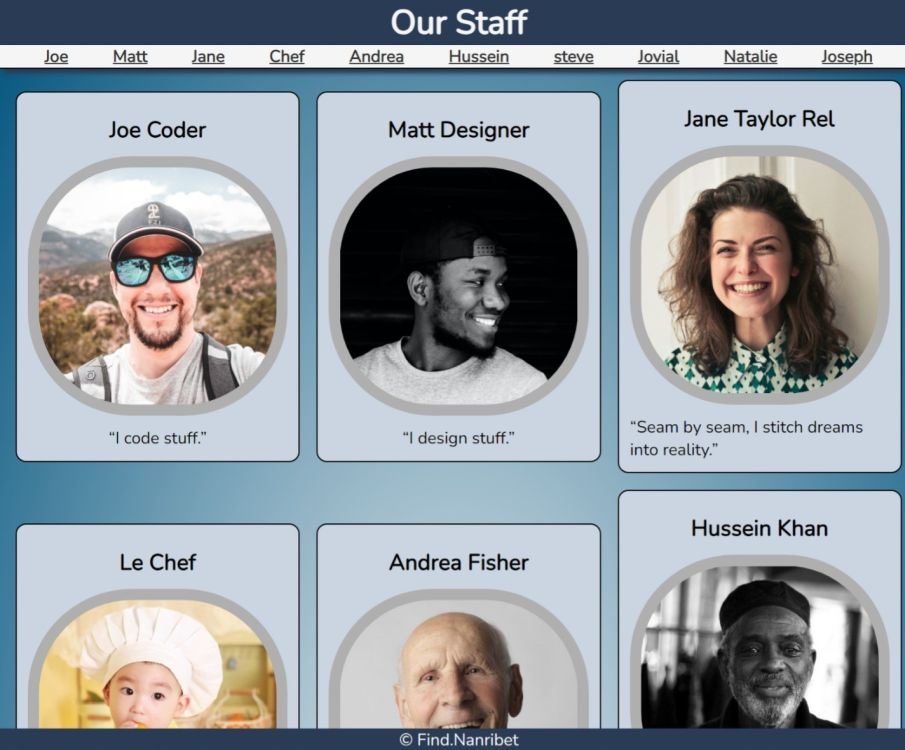 Our Staff
Joe Matt Jane Chef Andrea Hussein steve Jovial Natalie Joseph
Joe Coder
“I code stuff.”
Matt Designer
“I design stuff.”
Jane Taylor Rel
“Seam by seam, I stitch dreams
into reality.”
Le Chef
Andrea Fisher
Hussein Khan
© Find.Nanribet